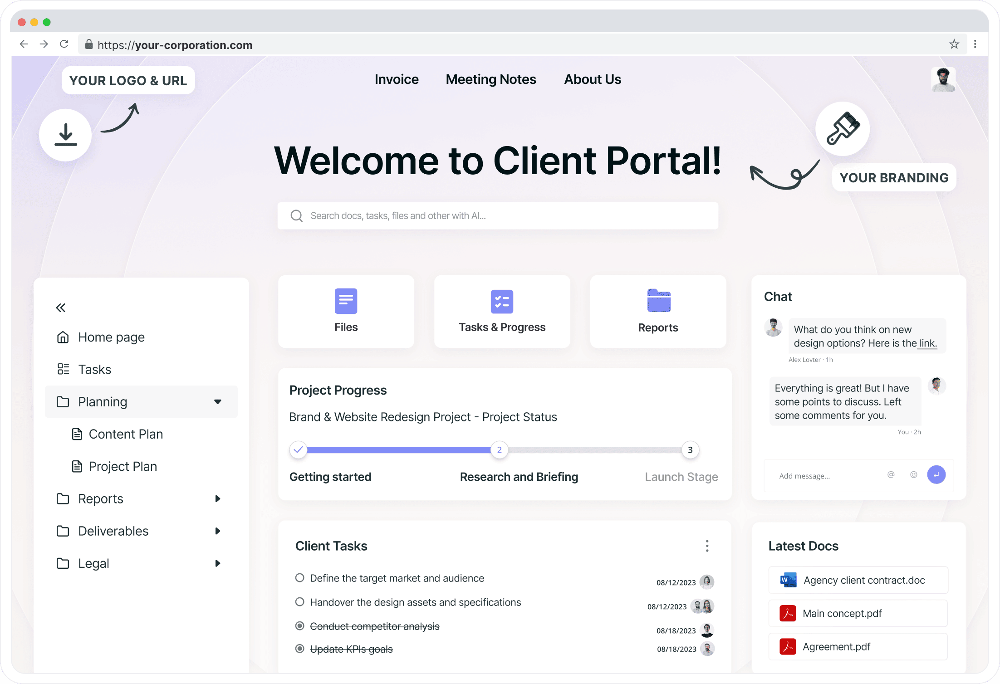 https://your-corporation.com
YOUR LOGO & URL
Invoice
Meeting Notes
About Us
Welcome to Client Portal!
YOUR BRANDING
Search docs, tasks, files and other with AI...
Home page
Tasks
Planning
Content Plan
Project Plan
Reports
Deliverables
Legal
Files
Tasks & Progress
Reports
Project Progress
Brand & Website Redesign Project - Project Status
2
3
Getting started
Research and Briefing
Launch Stage
Client Tasks
Define the target market and audience
08/12/2023
Handover the design assets and specifications
08/12/2023
Conduct competitor analysis
08/18/2023
Update KPIs goals
08/18/2023
Chat
What do you think on new
design options? Here is the link.
Alex Lovter · 1h
Everything is great! But I have
some points to discuss. Left
some comments for you.
You · 2h
Add message...
@
Latest Docs
W
Agency client contract.doc
Main concept.pdf
Agreement.pdf